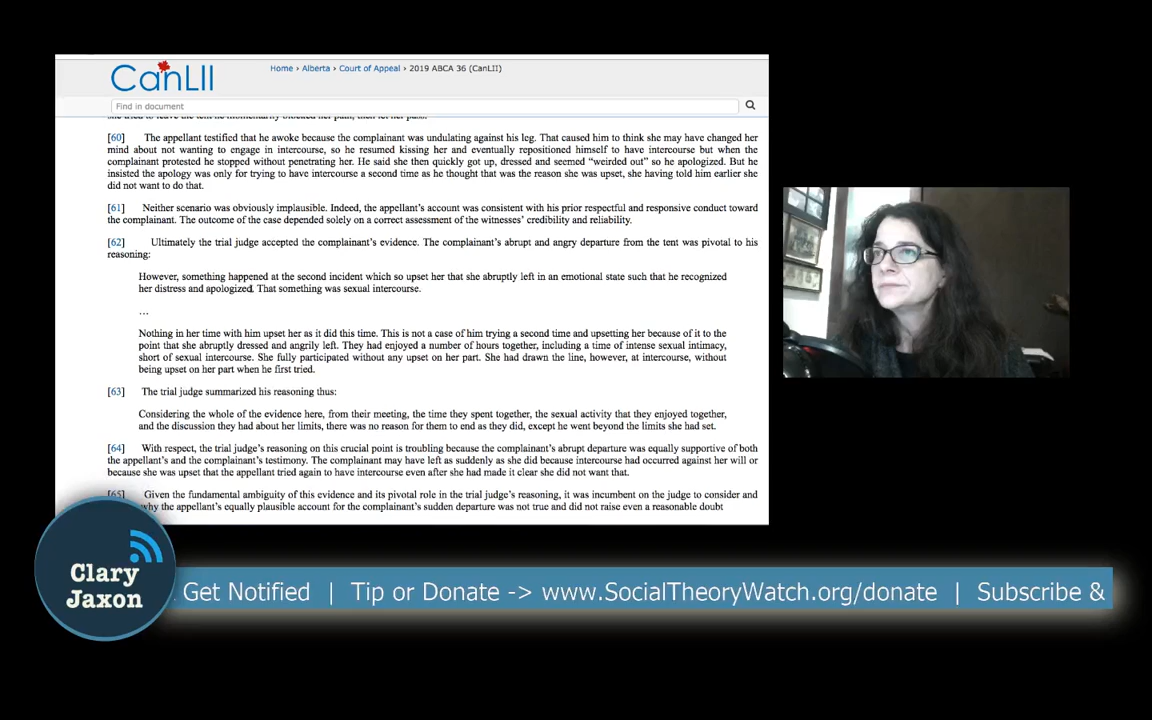 CanLII
Home › Alberta › Court of Appeal › 2019 ABCA 36 (CanLII)
Find in document
she tried to leave the tent he momentarily blocked her path, then let her pass.
[60] The appellant testified that he awoke because the complainant was undulating against his leg. That caused him to think she may have changed her
mind about not wanting to engage in intercourse, so he resumed kissing her and eventually repositioned himself to have intercourse but when the
complainant protested he stopped without penetrating her. He said she then quickly got up, dressed and seemed “weirded out” so he apologized. But he
insisted the apology was only for trying to have intercourse a second time as he thought that was the reason she was upset, she having told him earlier she
did not want to do that.
[61] Neither scenario was obviously implausible. Indeed, the appellant’s account was consistent with his prior respectful and responsive conduct toward
the complainant. The outcome of the case depended solely on a correct assessment of the witnesses’ credibility and reliability.
[62] Ultimately the trial judge accepted the complainant’s evidence. The complainant’s abrupt and angry departure from the tent was pivotal to his
reasoning:
However, something happened at the second incident which so upset her that she abruptly left in an emotional state such that he recognized
her distress and apologized. That something was sexual intercourse.
…
Nothing in her time with him upset her as it did this time. This is not a case of him trying a second time and upsetting her because of it to the
point that she abruptly dressed and angrily left. They had enjoyed a number of hours together, including a time of intense sexual intimacy,
short of sexual intercourse. She fully participated without any upset on her part. She had drawn the line, however, at intercourse, without
being upset on her part when he first tried.
[63] The trial judge summarized his reasoning thus:
Considering the whole of the evidence here, from their meeting, the time they spent together, the sexual activity that they enjoyed together,
and the discussion they had about her limits, there was no reason for them to end as they did, except he went beyond the limits she had set.
[64] With respect, the trial judge’s reasoning on this crucial point is troubling because the complainant’s abrupt departure was equally supportive of both
the appellant’s and the complainant’s testimony. The complainant may have left as suddenly as she did because intercourse had occurred against her will or
because she was upset that the appellant tried again to have intercourse even after she had made it clear she did not want that.
[65] Given the fundamental ambiguity of this evidence and its pivotal role in the trial judge’s reasoning, it was incumbent on the judge to consider and
why the appellant’s equally plausible account for the complainant’s sudden departure was not true and did not raise even a reasonable doubt
Clary
Jaxon
Get Notified | Tip or Donate -> www.SocialTheoryWatch.org/donate | Subscribe &